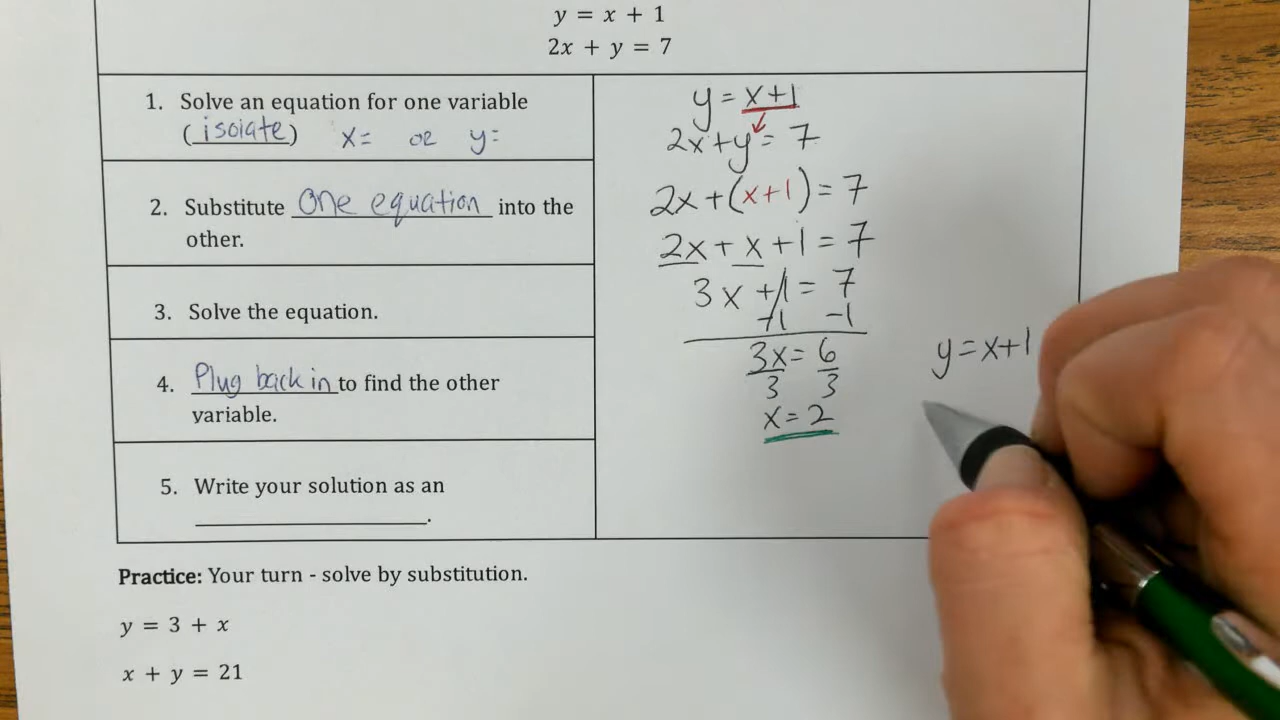 y = x + 1
2x + y = 7
1. Solve an equation for one variable
(isolate) x= or y=
2. Substitute One equation into the
other.
3. Solve the equation.
4. Plug back in to find the other
variable.
5. Write your solution as an
____________________.
y = x+1
2x+y = 7
2x+(x+1) = 7
2x + x +1 = 7
3x +1 = 7
-1 -1
3x = 6
3 3
x = 2
y=x+1
Practice: Your turn - solve by substitution.
y = 3 + x
x + y = 21